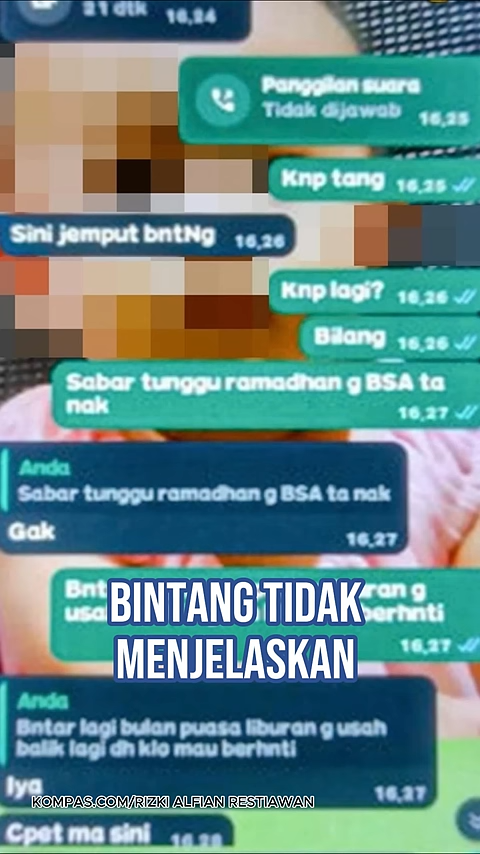 21 dtk 16,24
Panggilan suara
Tidak dijawab 16,25
Knp tang 16,25
Sini jemput bntNg 16,26
Knp lagi? 16,26
Bilang 16,26
Sabar tunggu ramadhan g BSA ta
nak 16,27
Anda
Sabar tunggu ramadhan g BSA ta nak
Gak 16,27
BINTANG TIDAK
MENJELASKAN
16,27
Anda
Bntar lagi bulan puasa liburan g usah
balik lagi dh klo mau berhnti
Iya 16,27
KOMPAS.COM/RIZKI ALFIAN RESTIAWAN
Cpet ma sini 16,28